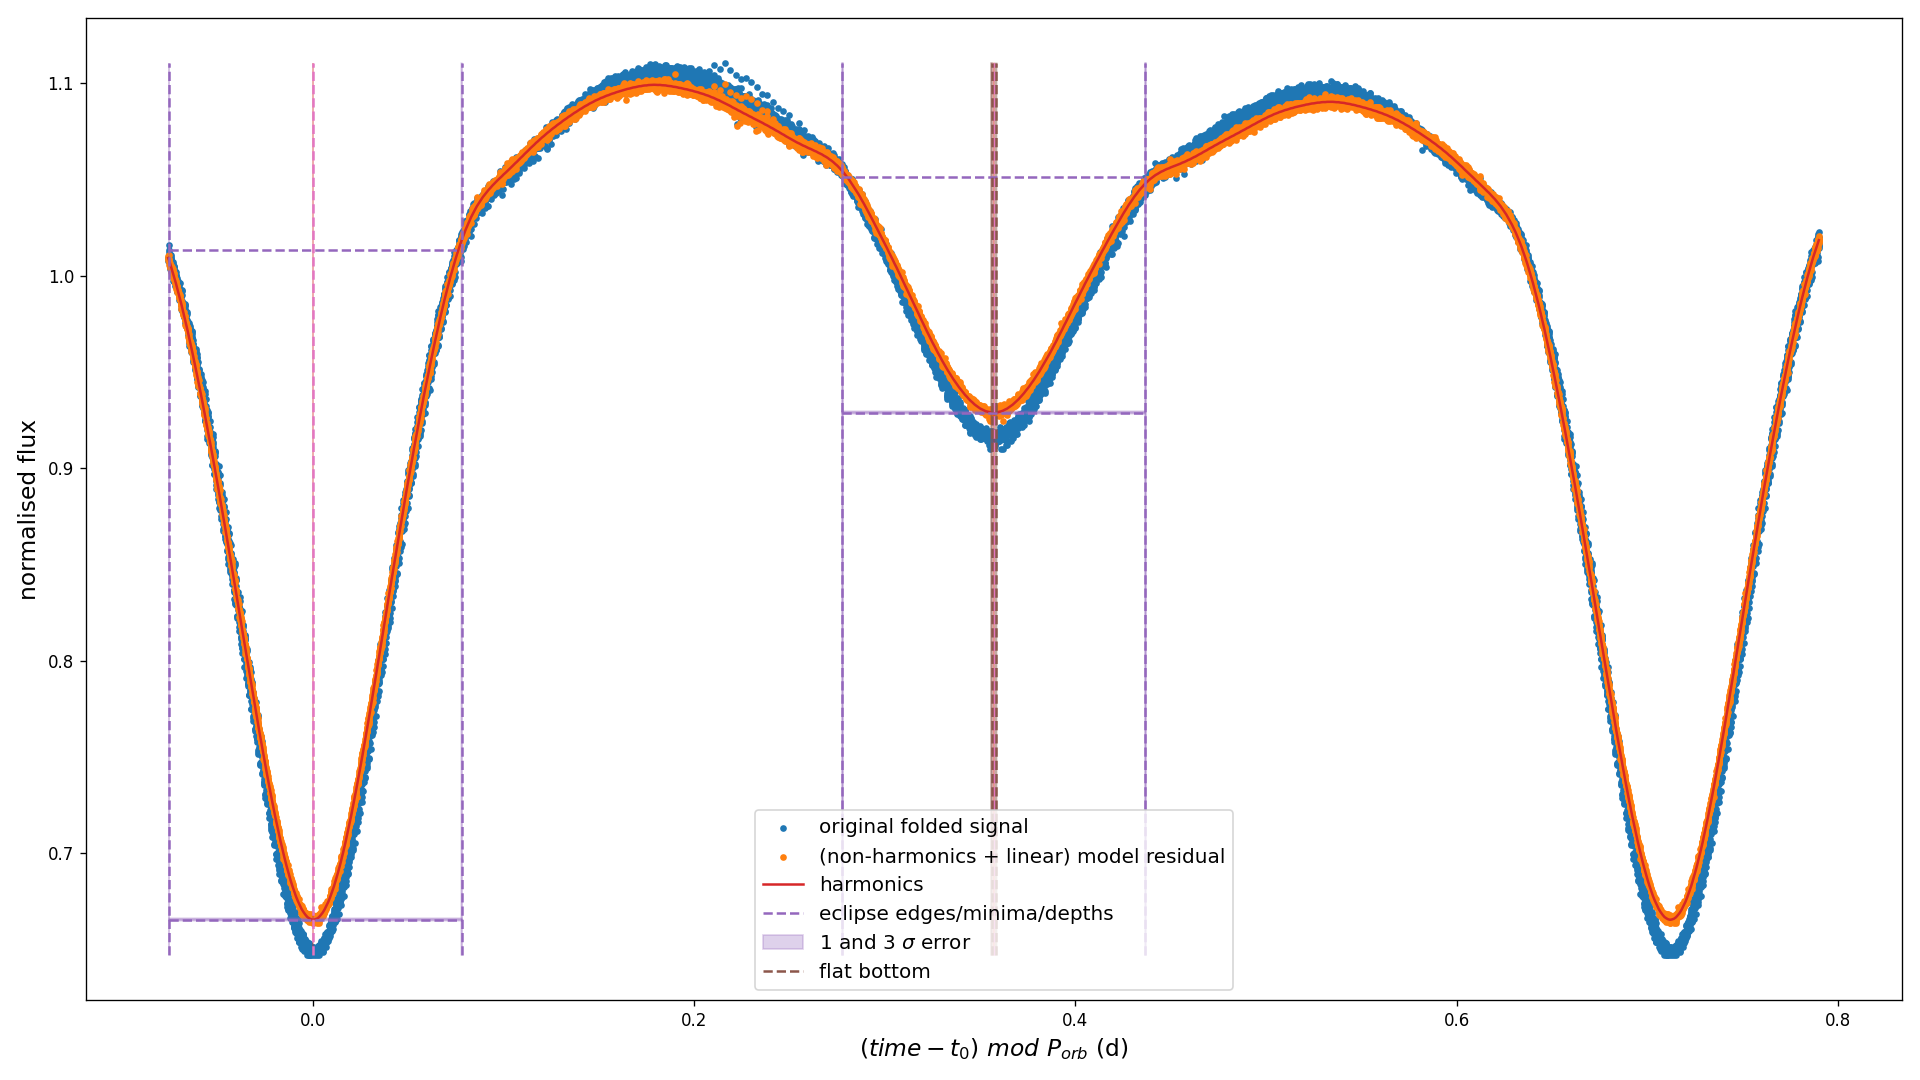 1.1
1.0
0.9
0.8
0.7
normalised flux
original folded signal
(non-harmonics + linear) model residual
harmonics
eclipse edges/minima/depths
1 and 3 σ error
flat bottom
0.0 0.2 0.4 0.6 0.8
(time − t₀) mod Pₒᵣb (d)